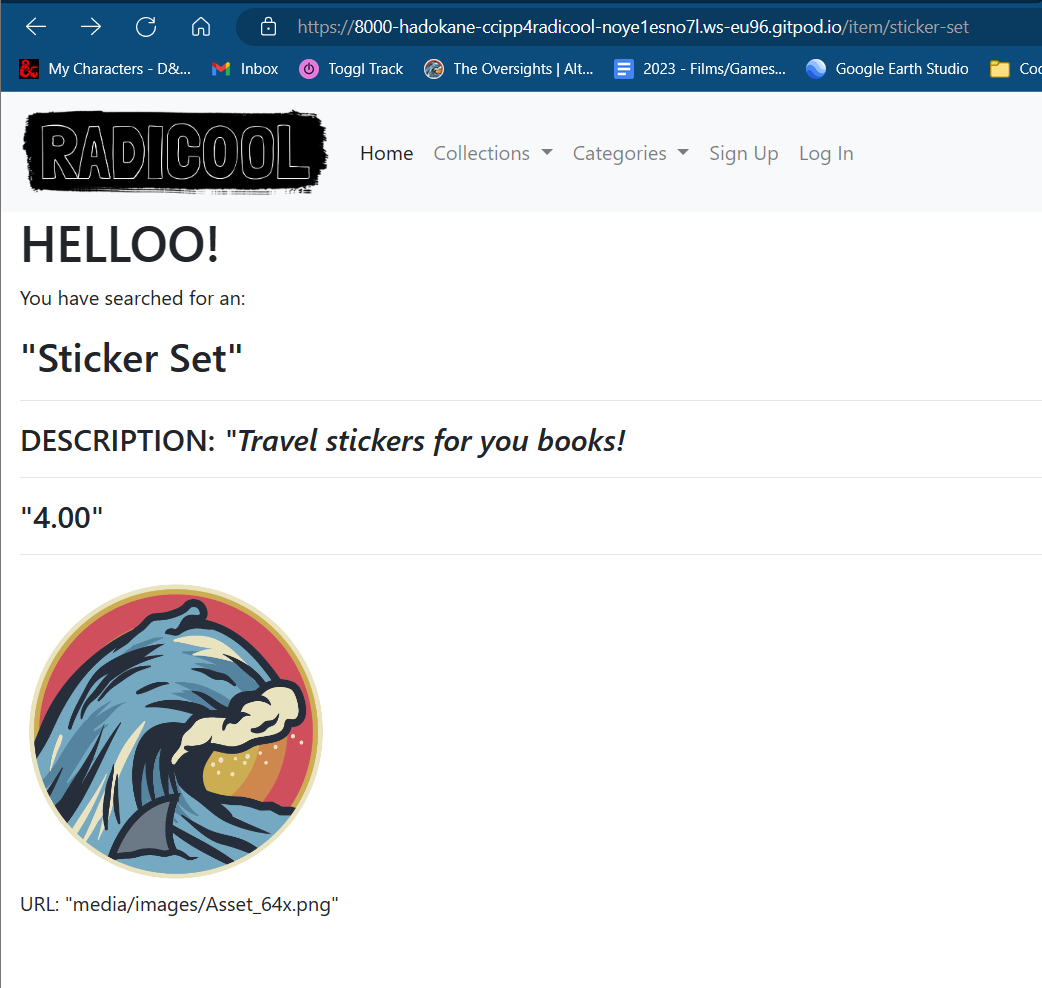 https://8000-hadokane-ccipp4radicool-noye1esno7l.ws-eu96.gitpod.io/item/sticker-set
My Characters - D&... Inbox Toggl Track The Oversights | Alt... 2023 - Films/Games... Google Earth Studio Coc
RADICOOL Home Collections Categories Sign Up Log In
HELLOO!
You have searched for an:
"Sticker Set"
DESCRIPTION: "Travel stickers for you books!
"4.00"
URL: "media/images/Asset_64x.png"